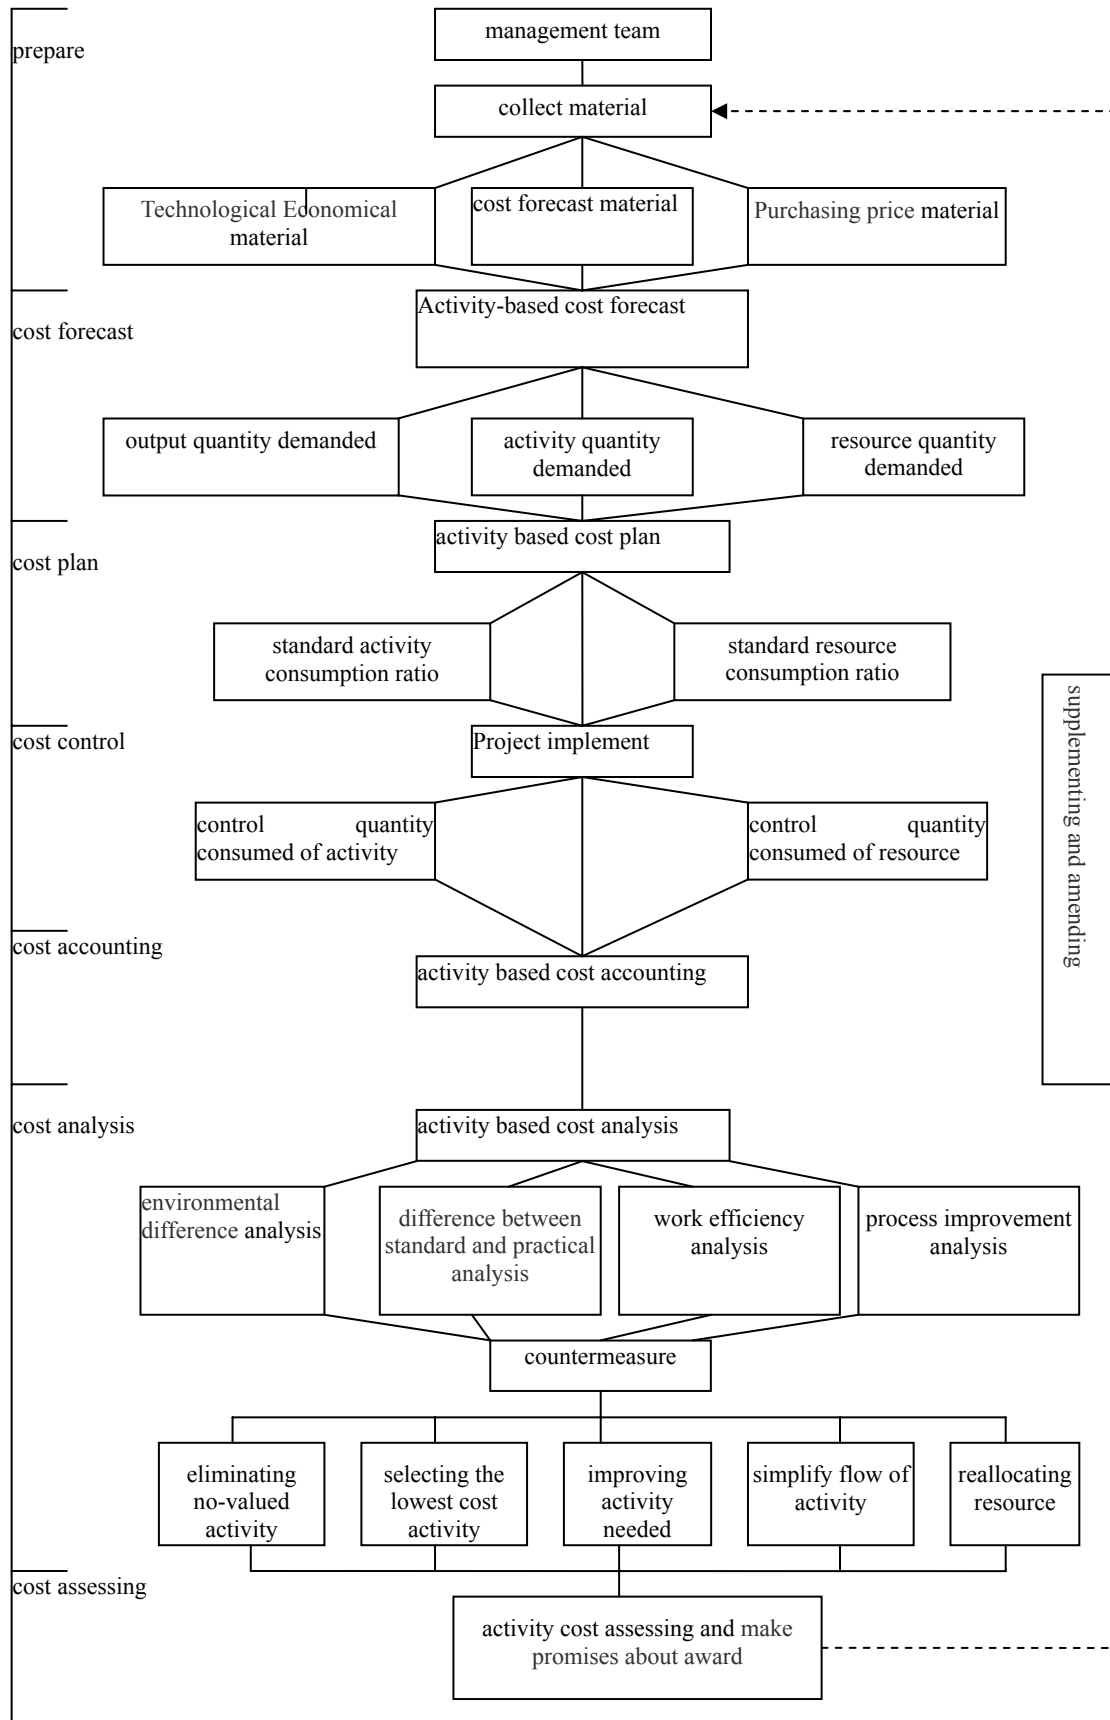 management team
prepare
collect material
Technological Economical
material
cost forecast material
Purchasing price material
Activity-based cost forecast
cost forecast
output quantity demanded
activity quantity
demanded
resource quantity
demanded
activity based cost plan
cost plan
standard activity
consumption ratio
standard resource
consumption ratio
supplementing and amending
cost control
Project implement
control quantity
consumed of activity
control quantity
consumed of resource
cost accounting
activity based cost accounting
cost analysis
activity based cost analysis
environmental
difference analysis
difference between
standard and practical
analysis
work efficiency
analysis
process improvement
analysis
countermeasure
eliminating
no-valued
activity
selecting the
lowest cost
activity
improving
activity
needed
simplify flow of
activity
reallocating
resource
cost assessing
activity cost assessing and make
promises about award